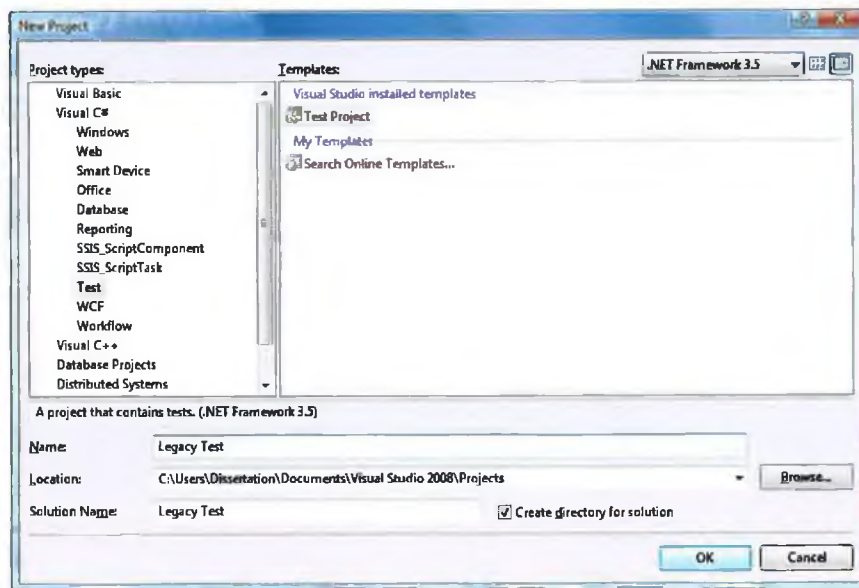 New Project
Project types:
Templates:
.NET Framework 3.5
Visual Basic
Visual C#
Windows
Web
Smart Device
Office
Database
Reporting
SSIS_ScriptComponent
SSIS_ScriptTask
Test
WCF
Workflow
Visual C++
Database Projects
Distributed Systems
Visual Studio installed templates
Test Project
My Templates
Search Online Templates...
A project that contains tests. (.NET Framework 3.5)
Name:
Legacy Test
Location:
C:\Users\Dissertation\Documents\Visual Studio 2008\Projects
Browse...
Solution Name:
Legacy Test
Create directory for solution
OK
Cancel